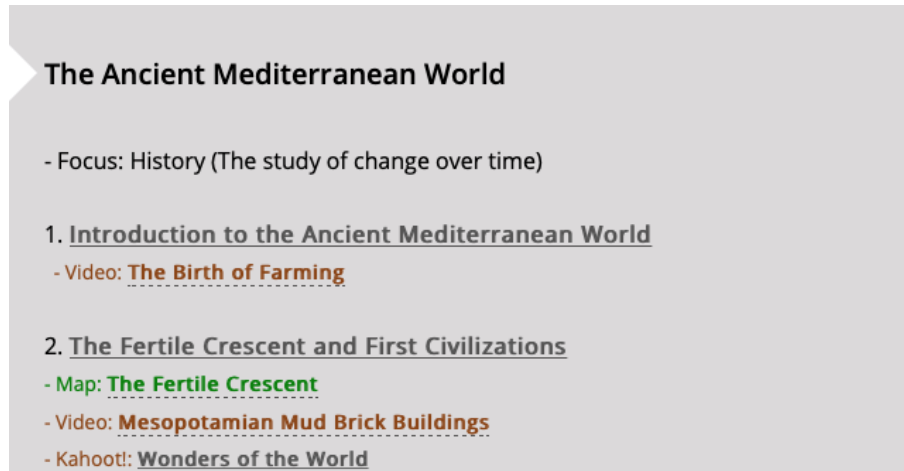 The Ancient Mediterranean World
- Focus: History (The study of change over time)
1. Introduction to the Ancient Mediterranean World
- Video: The Birth of Farming
2. The Fertile Crescent and First Civilizations
- Map: The Fertile Crescent
- Video: Mesopotamian Mud Brick Buildings
- Kahoot!: Wonders of the World